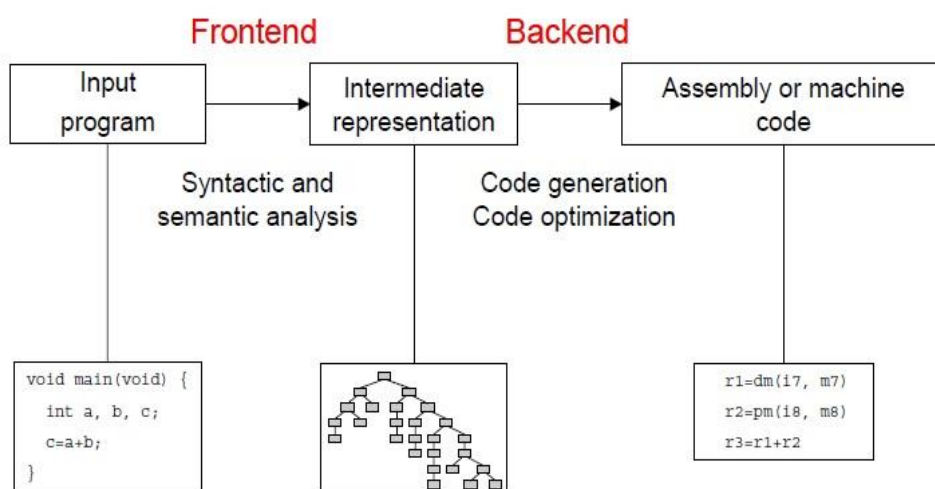 Frontend
Backend
Input
program
Intermediate
representation
Assembly or machine
code
Syntactic and
semantic analysis
Code generation
Code optimization
void main(void) {
int a, b, c;
c=a+b;
}
r1=dm(i7, m7)
r2=pm(i8, m8)
r3=r1+r2